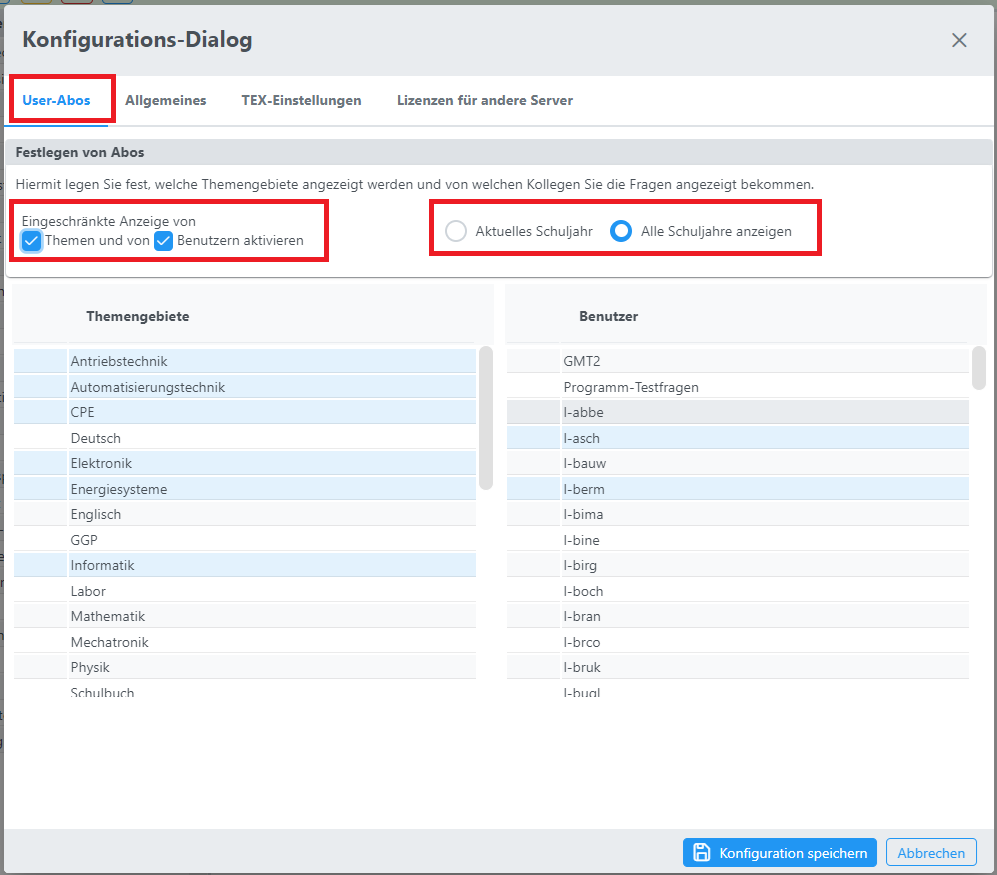 Konfigurations-Dialog
User-Abos Allgemeines TEX-Einstellungen Lizenzen für andere Server
Festlegen von Abos
Hiermit legen Sie fest, welche Themengebiete angezeigt werden und von welchen Kollegen Sie die Fragen angezeigt bekommen.
Eingeschränkte Anzeige von
Themen und von Benutzern aktivieren
Aktuelles Schuljahr Alle Schuljahre anzeigen
Themengebiete
Antriebstechnik
Automatisierungstechnik
CPE
Deutsch
Elektronik
Energiesysteme
Englisch
GGP
Informatik
Labor
Mathematik
Mechatronik
Physik
Schulbuch
Benutzer
GMT2
Programm-Testfragen
l-abbe
l-asch
l-bauw
l-berm
l-bima
l-bine
l-birg
l-boch
l-bran
l-brco
l-bruk
l-bugl
Konfiguration speichern Abbrechen